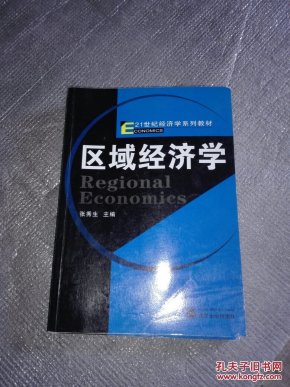 21世纪经济学系列教材
ECONOMICS
区域经济学
Regional
Economics
张秀生 主编
孔夫子旧书网